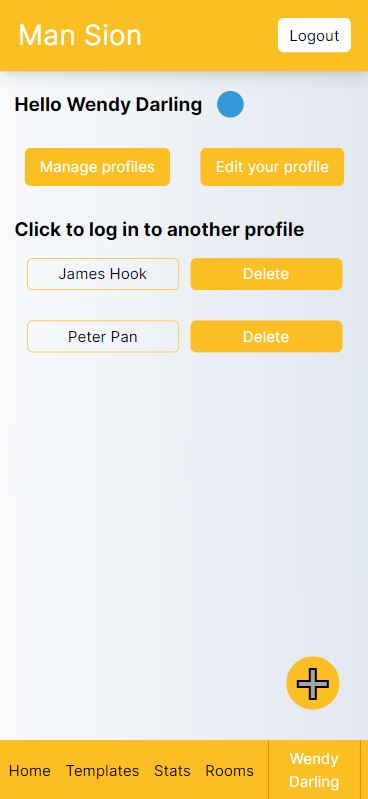 Man Sion
Logout
Hello Wendy Darling
Manage profiles
Edit your profile
Click to log in to another profile
James Hook
Delete
Peter Pan
Delete
Home
Templates
Stats
Rooms
Wendy
Darling